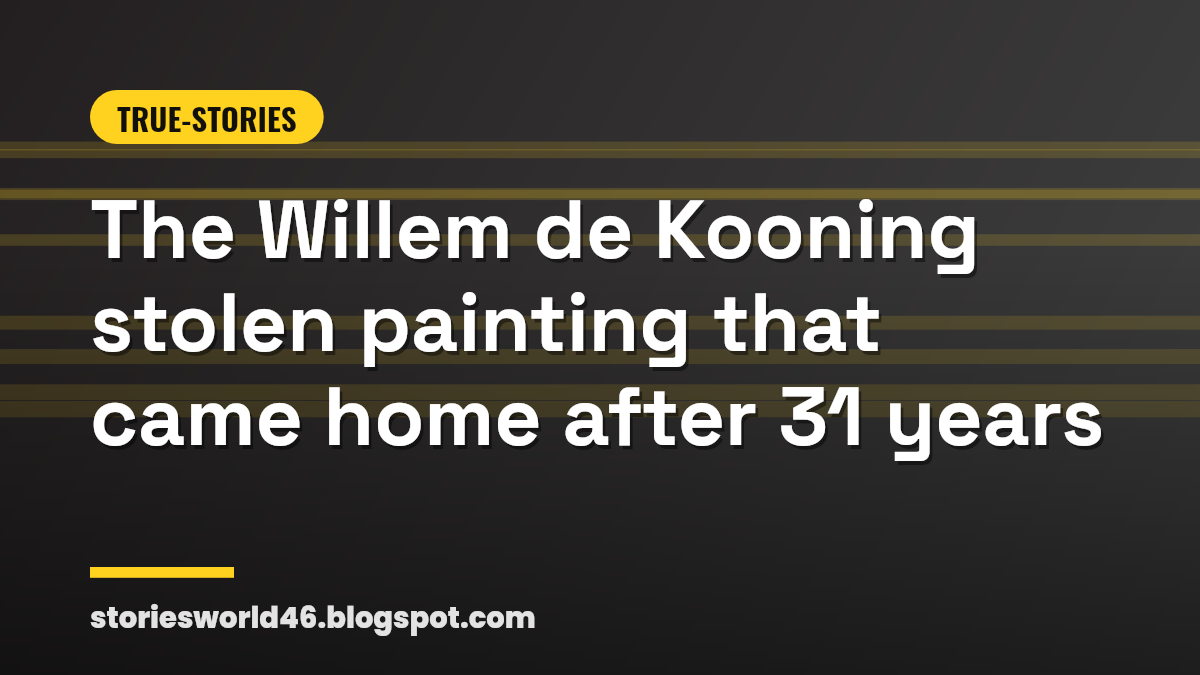 TRUE-STORIES
The Willem de Kooning
stolen painting that
came home after 31 years
storiesworld46.blogspot.com